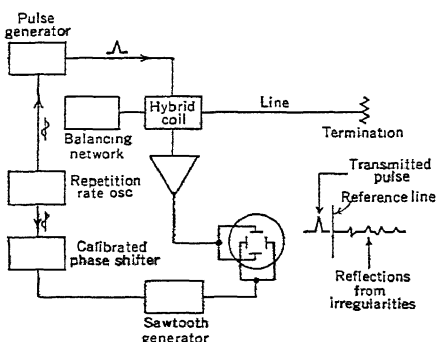 Pulse
generator
Hybrid
coil
Line
Termination
Balancing
network
Transmitted
pulse
Reference line
Repetition
rate osc
Calibrated
phase shifter
Reflections
from
irregularities
Sawtooth
generator